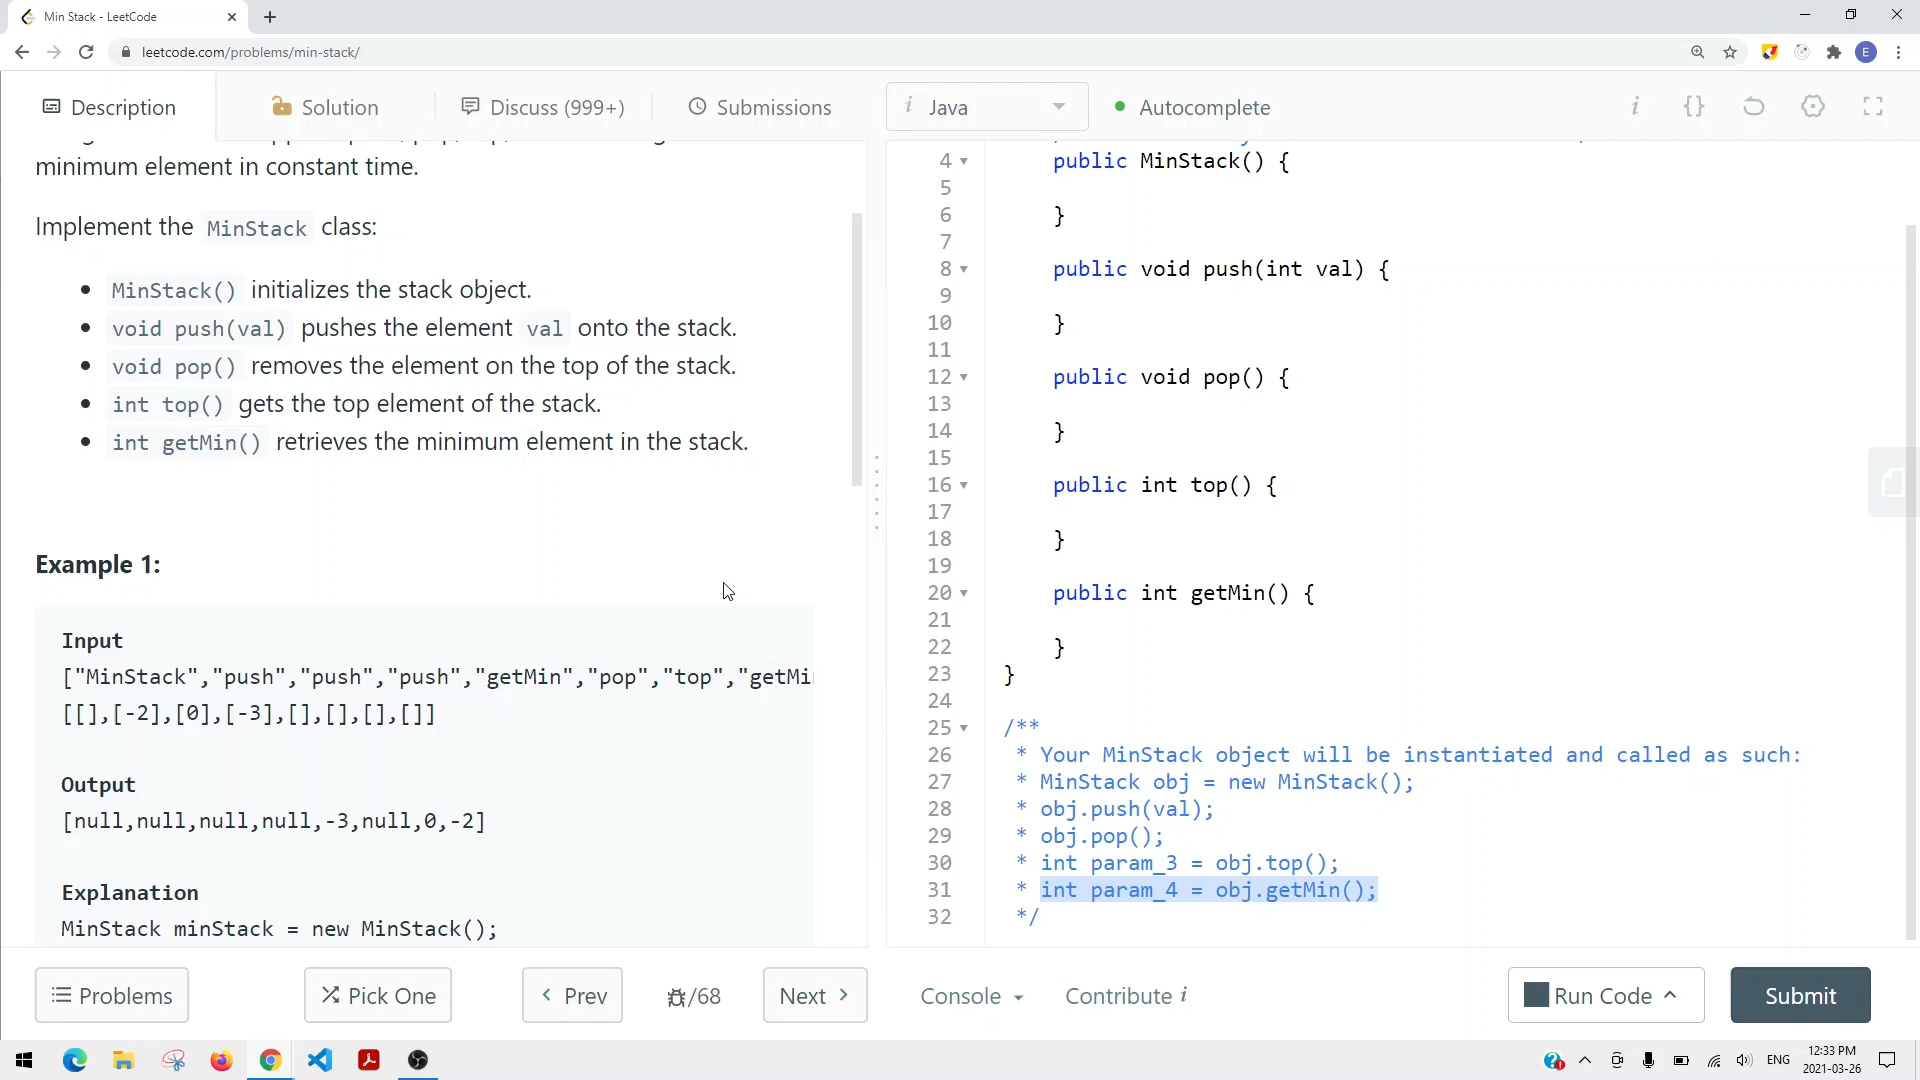 Min Stack - LeetCode
leetcode.com/problems/min-stack/
E
Description
Solution
Discuss (999+)
Submissions
i Java
Autocomplete
i {}
minimum element in constant time.
Implement the MinStack class:
MinStack() initializes the stack object.
void push(val) pushes the element val onto the stack.
void pop() removes the element on the top of the stack.
int top() gets the top element of the stack.
int getMin() retrieves the minimum element in the stack.
Example 1:
Input
["MinStack","push","push","push","getMin","pop","top","getMi
[[],[-2],[0],[-3],[],[],[],[]]
Output
[null,null,null,null,-3,null,0,-2]
Explanation
MinStack minStack = new MinStack();
4 public MinStack() {
5
6 }
7
8 public void push(int val) {
9
10 }
11
12 public void pop() {
13
14 }
15
16 public int top() {
17
18 }
19
20 public int getMin() {
21
22 }
23 }
24
25 /**
26 * Your MinStack object will be instantiated and called as such:
27 * MinStack obj = new MinStack();
28 * obj.push(val);
29 * obj.pop();
30 * int param_3 = obj.top();
31 * int param_4 = obj.getMin();
32 */
Problems
Pick One
Prev
/68
Next
Console
Contribute i
Run Code
Submit
ENG
12:33 PM
2021-03-26